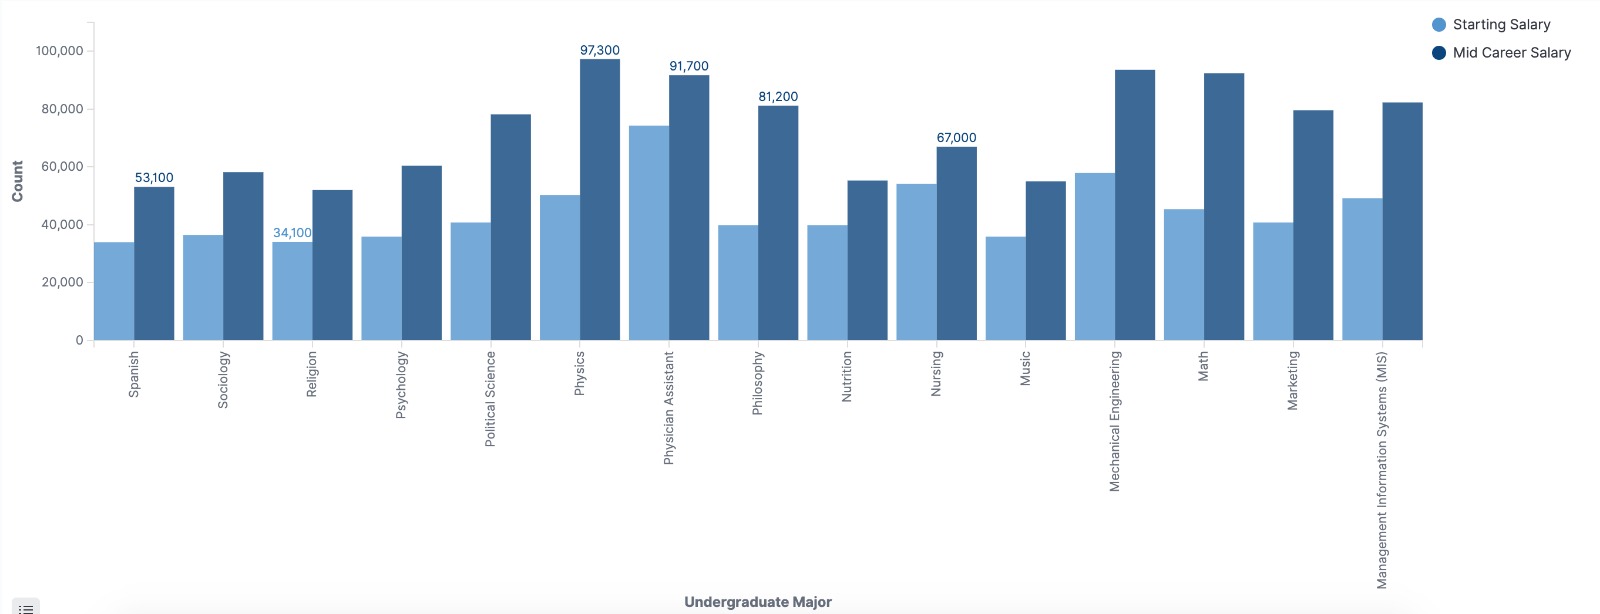 Starting Salary
Mid Career Salary
Count
100,000
80,000
60,000
40,000
20,000
0
53,100
34,100
97,300
91,700
81,200
67,000
Spanish
Sociology
Religion
Psychology
Political Science
Physics
Physician Assistant
Philosophy
Nutrition
Nursing
Music
Mechanical Engineering
Math
Marketing
Management Information Systems (MIS)
Undergraduate Major